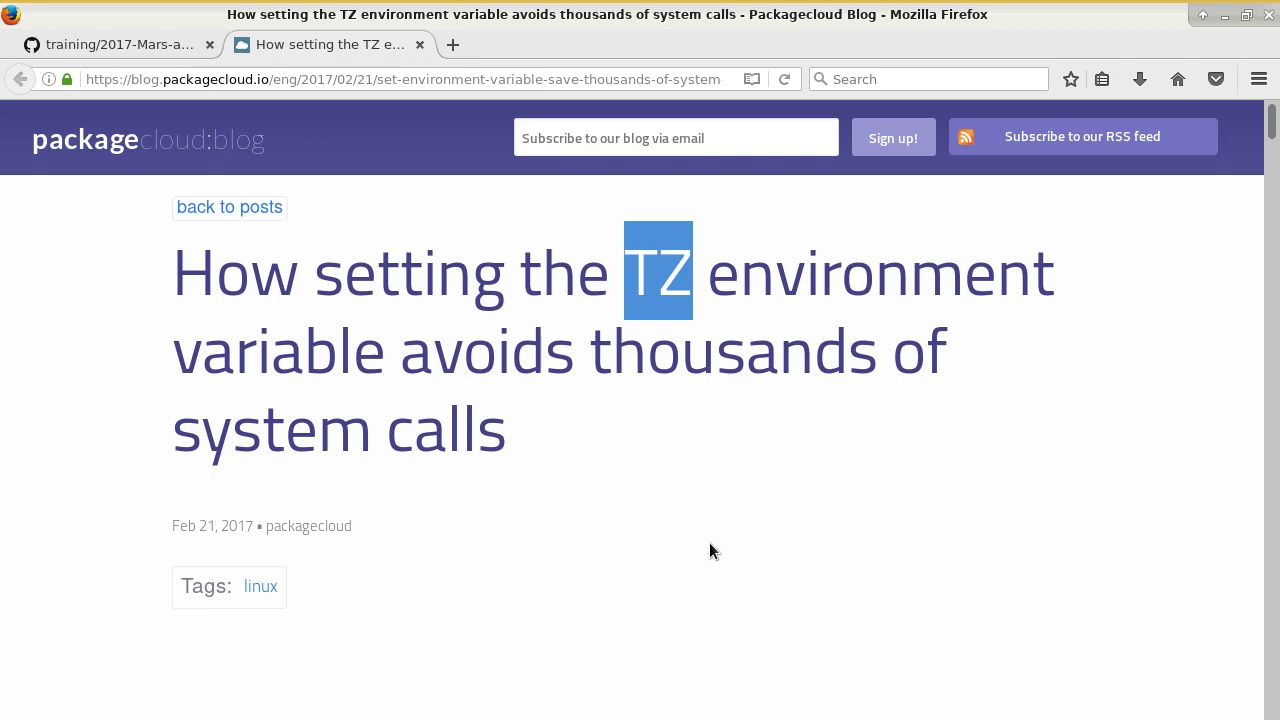 How setting the TZ environment variable avoids thousands of system calls - Packagecloud Blog - Mozilla Firefox
training/2017-Mars-a...
How setting the TZ e...
https://blog.packagecloud.io/eng/2017/02/21/set-environment-variable-save-thousands-of-system
Search
packagecloud:blog
Subscribe to our blog via email
Sign up!
Subscribe to our RSS feed
back to posts
How setting the TZ environment
variable avoids thousands of
system calls
Feb 21, 2017 ▪ packagecloud
Tags: linux